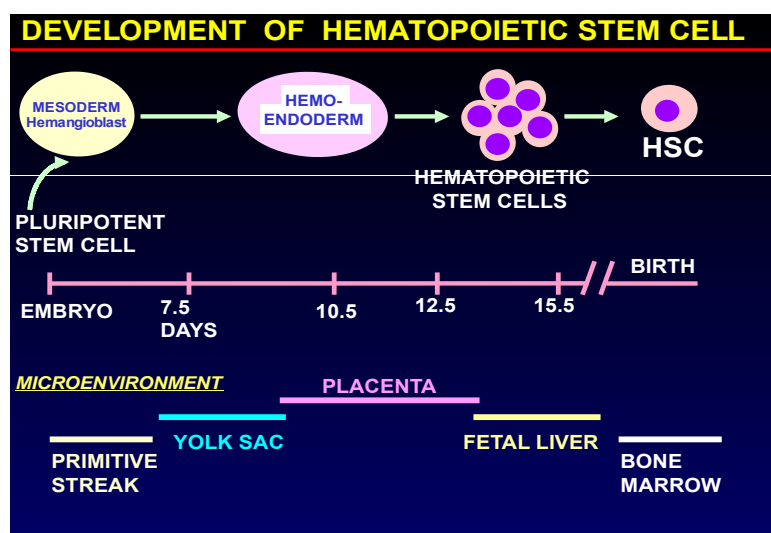 DEVELOPMENT OF HEMATOPOIETIC STEM CELL
MESODERM
Hemangioblast
HEMO-
ENDODERM
HSC
HEMATOPOIETIC
STEM CELLS
PLURIPOTENT
STEM CELL
BIRTH
EMBRYO
7.5
DAYS
10.5
12.5
15.5
MICROENVIRONMENT
PLACENTA
YOLK SAC
FETAL LIVER
PRIMITIVE
STREAK
BONE
MARROW